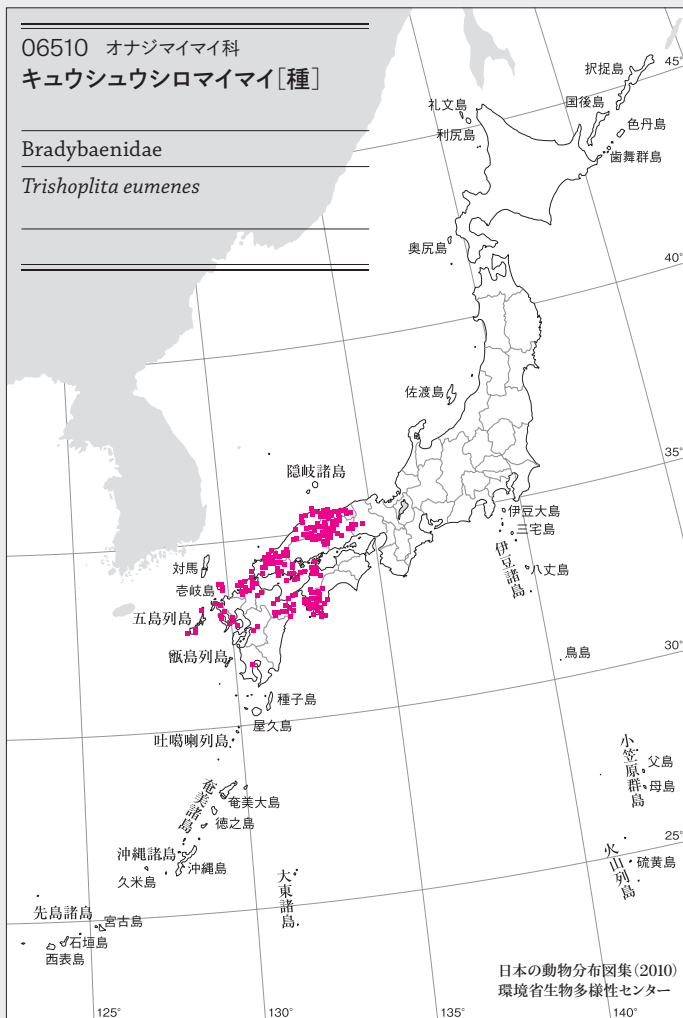 06510 オナジマイマイ科
キュウシュウシロマイマイ[種]
Bradybaenidae
Trishoplita eumenes
45°
択捉島
国後島
礼文島
色丹島
利尻島
歯舞群島
奥尻島
40°
佐渡島
35°
隠岐諸島
伊豆大島
三宅島
伊豆諸島
八丈島
対馬
壱岐島
五島列島
甑島列島
鳥島
30°
種子島
屋久島
吐噶喇列島
小笠原群島
父島
母島
奄美諸島
奄美大島
徳之島
25°
沖縄諸島
沖縄島
久米島
火山列島
硫黄島
大東諸島
先島諸島
宮古島
石垣島
西表島
日本の動物分布図集(2010)
環境省生物多様性センター
125°
130°
135°
140°